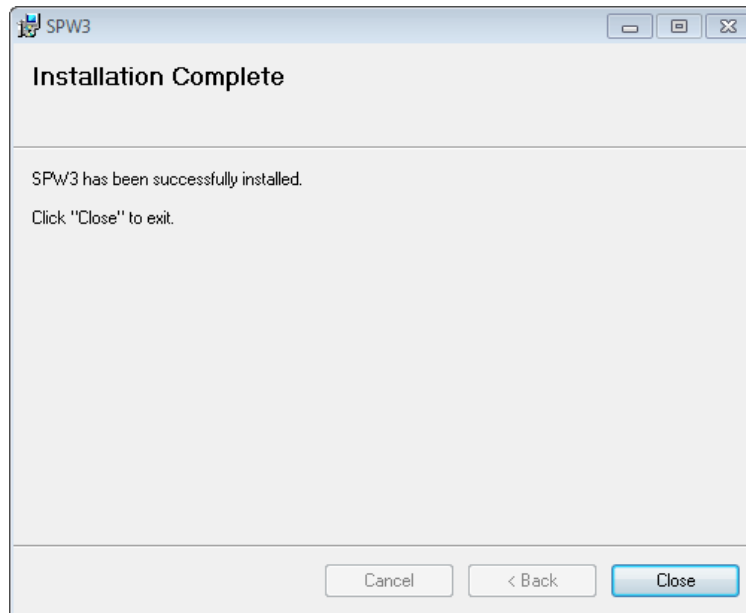 SPW3
Installation Complete
SPW3 has been successfully installed.
Click "Close" to exit.
Cancel
< Back
Close